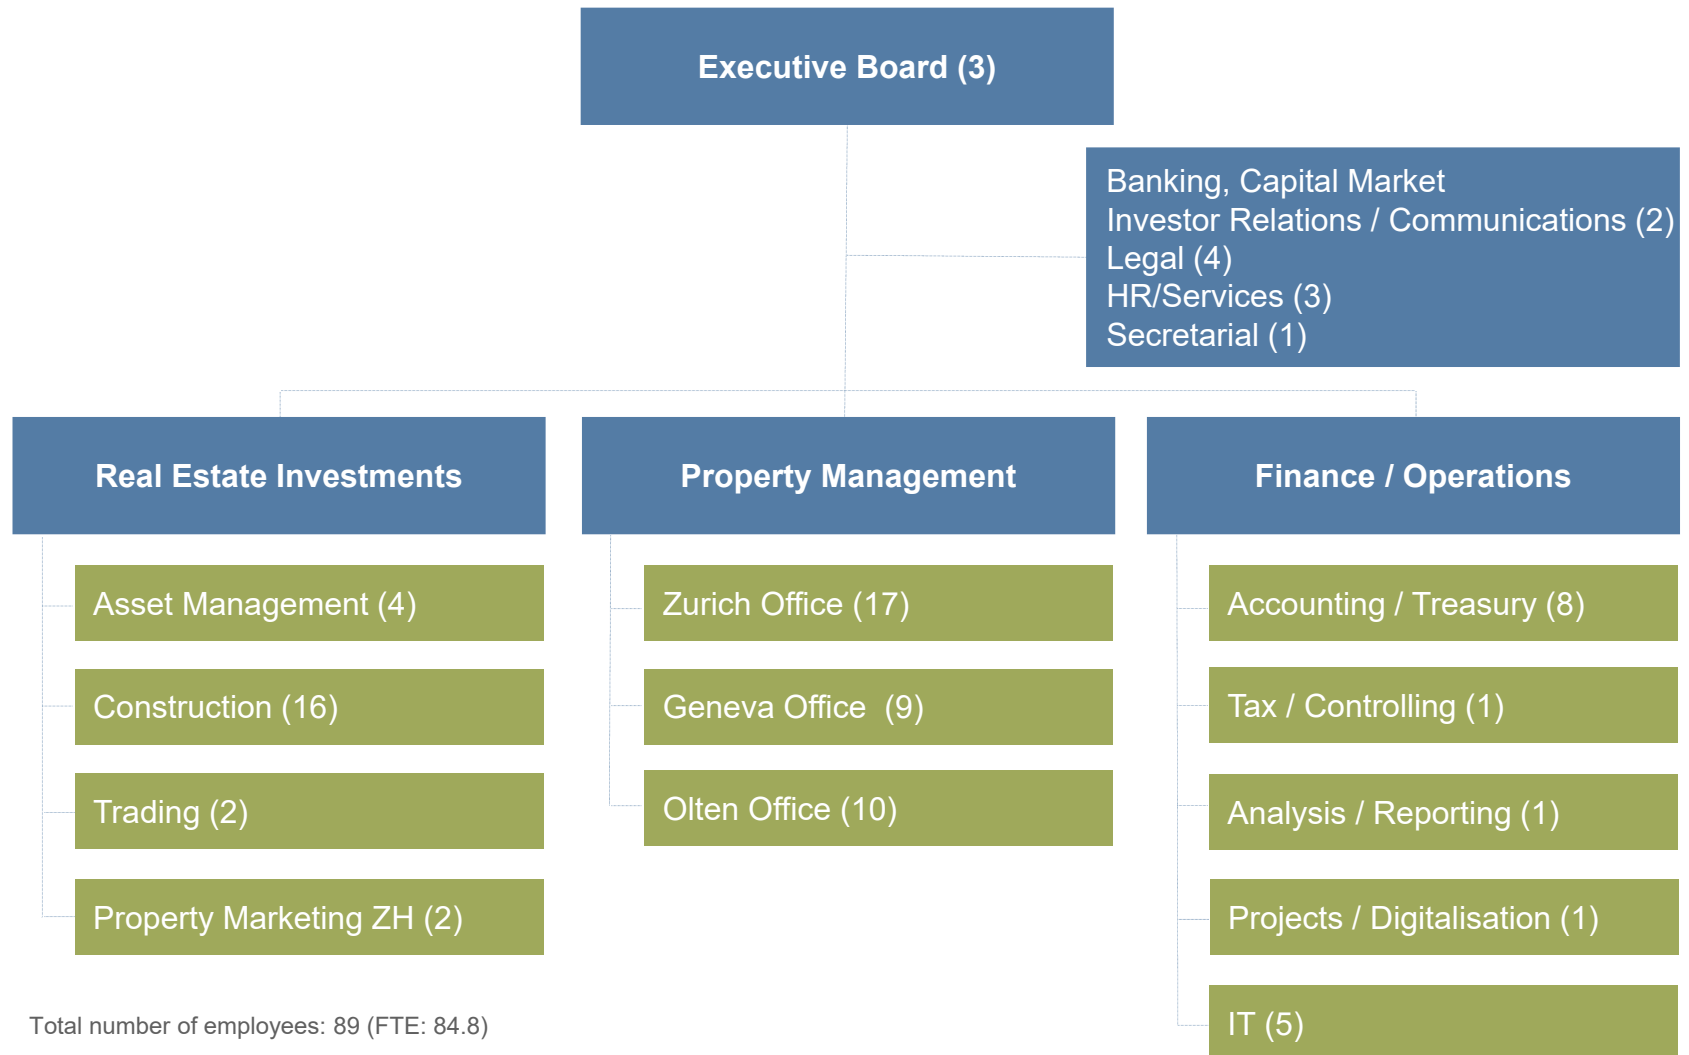 Executive Board (3)
Banking, Capital Market
Investor Relations / Communications (2)
Legal (4)
HR/Services (3)
Secretarial (1)
Real Estate Investments
Asset Management (4)
Construction (16)
Trading (2)
Property Marketing ZH (2)
Property Management
Zurich Office (17)
Geneva Office  (9)
Olten Office (10)
Finance / Operations
Accounting / Treasury (8)
Tax / Controlling (1)
Analysis / Reporting (1)
Projects / Digitalisation (1)
IT (5)
Total number of employees: 89 (FTE: 84.8)